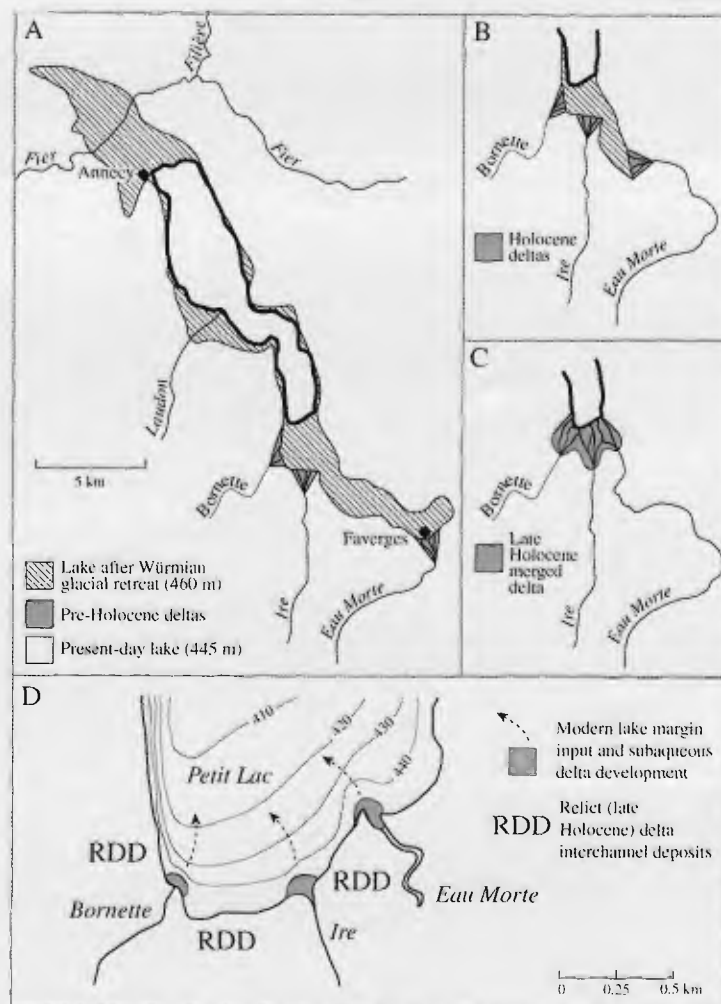 A
Filière
Fier
Fier
Annecy
Laudon
5 km
Bornette
Ire
Eau Morte
Faverges
Lake after Würmian
glacial retreat (460 m)
Pre-Holocene deltas
Present-day lake (445 m)
B
Bornette
Ire
Eau Morte
Holocene
deltas
C
Bornette
Ire
Eau Morte
Late
Holocene
merged delta
D
410
420
430
440
Petit Lac
RDD
RDD
RDD
Bornette
Ire
Eau Morte
Modern lake margin
input and subaqueous
delta development
RDD
Relict (late
Holocene) delta
interchannel deposits
0 0.25 0.5 km